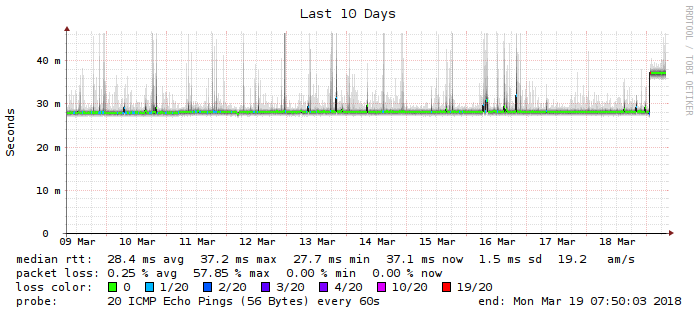 Last 10 Days
RRDTOOL / TOBI OETIKER
Seconds
40 m
30 m
20 m
10 m
0
09 Mar 10 Mar 11 Mar 12 Mar 13 Mar 14 Mar 15 Mar 16 Mar 17 Mar 18 Mar
median rtt: 28.4 ms avg 37.2 ms max 27.7 ms min 37.1 ms now 1.5 ms sd 19.2 am/s
packet loss: 0.25 % avg 57.85 % max 0.00 % min 0.00 % now
loss color: 0 1/20 2/20 3/20 4/20 10/20 19/20
probe: 20 ICMP Echo Pings (56 Bytes) every 60s end: Mon Mar 19 07:50:03 2018